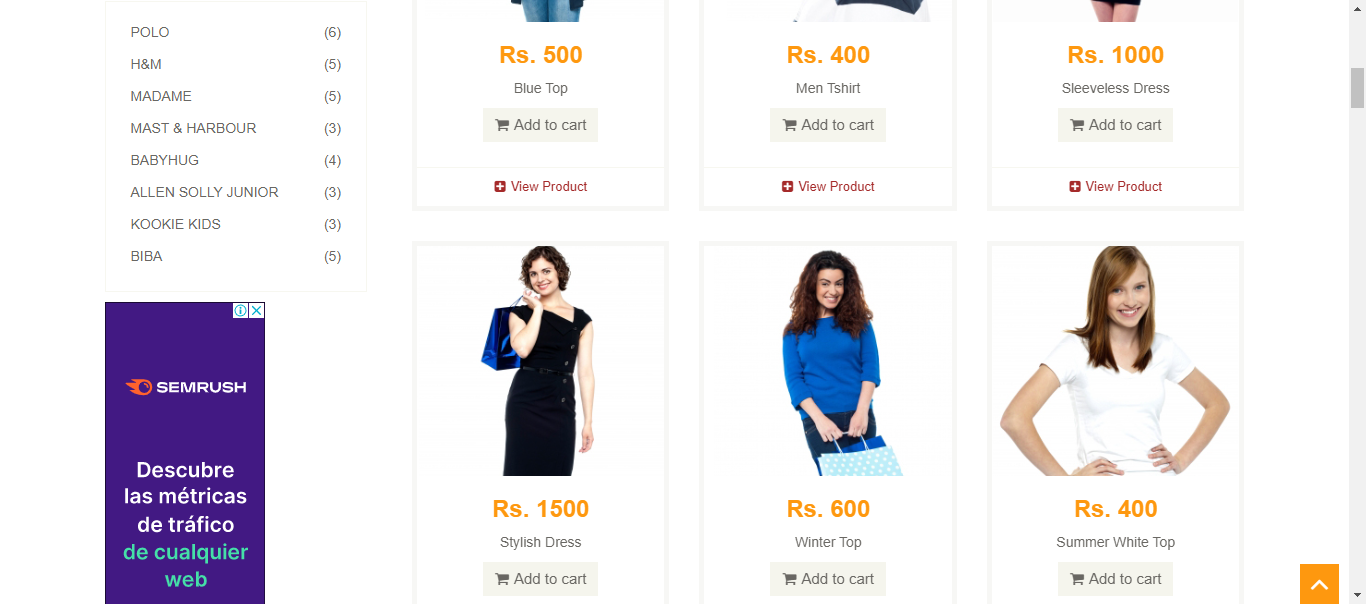 POLO (6)
H&M (5)
MADAME (5)
MAST & HARBOUR (3)
BABYHUG (4)
ALLEN SOLLY JUNIOR (3)
KOOKIE KIDS (3)
BIBA (5)
SEMRUSH
Descubre
las métricas
de tráfico
de cualquier
web
Rs. 500
Blue Top
Add to cart
View Product
Rs. 400
Men Tshirt
Add to cart
View Product
Rs. 1000
Sleeveless Dress
Add to cart
View Product
Rs. 1500
Stylish Dress
Add to cart
Rs. 600
Winter Top
Add to cart
Rs. 400
Summer White Top
Add to cart